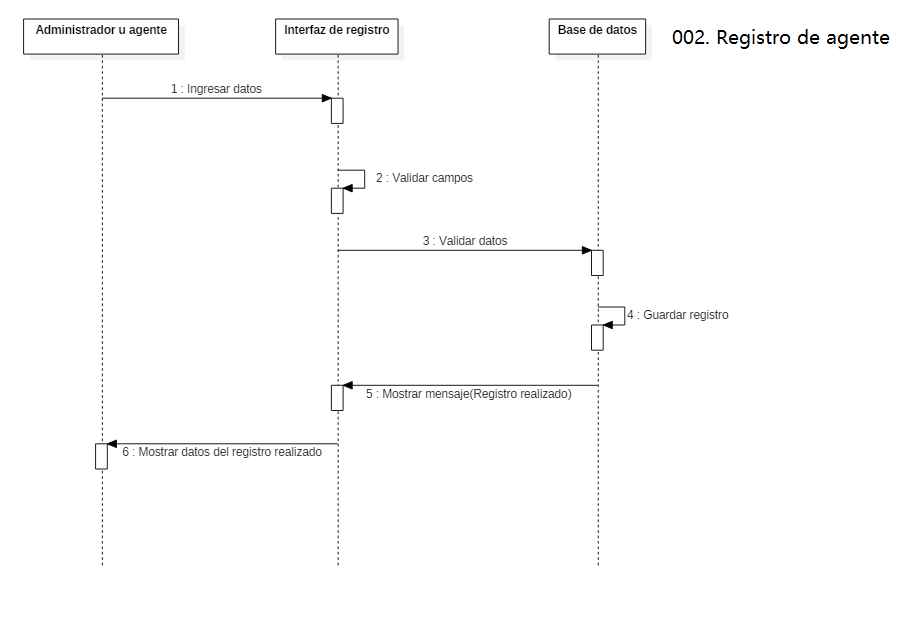 Administrador u agente
Interfaz de registro
Base de datos
002. Registro de agente
1 : Ingresar datos
2 : Validar campos
3 : Validar datos
4 : Guardar registro
5 : Mostrar mensaje(Registro realizado)
6 : Mostrar datos del registro realizado